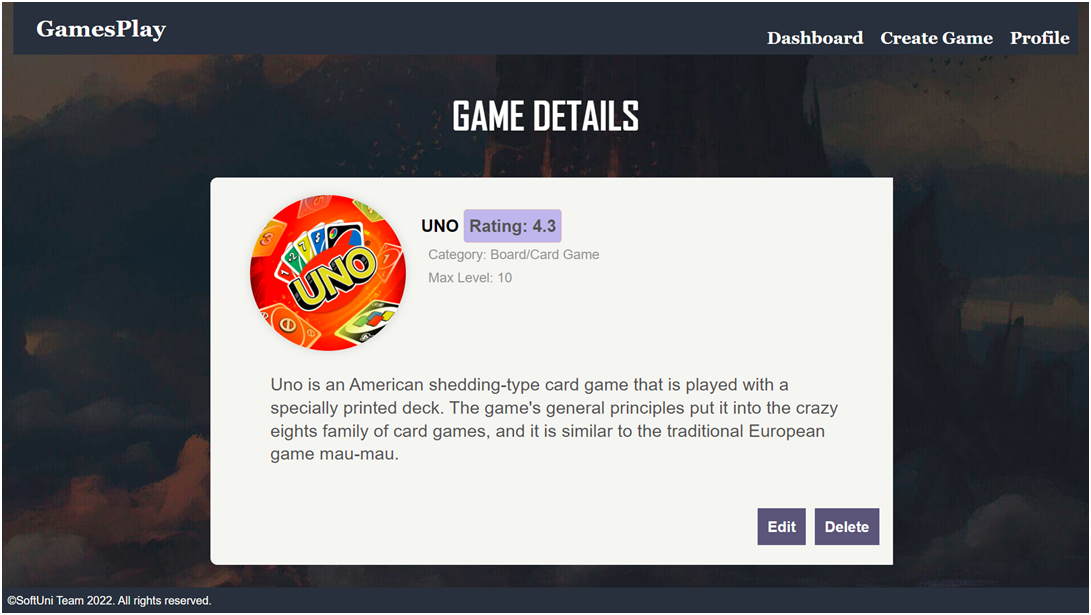 GamesPlay
Dashboard Create Game Profile
GAME DETAILS
UNO Rating: 4.3
Category: Board/Card Game
Max Level: 10
UNO
Uno is an American shedding-type card game that is played with a
specially printed deck. The game's general principles put it into the crazy
eights family of card games, and it is similar to the traditional European
game mau-mau.
Edit Delete
©SoftUni Team 2022. All rights reserved.